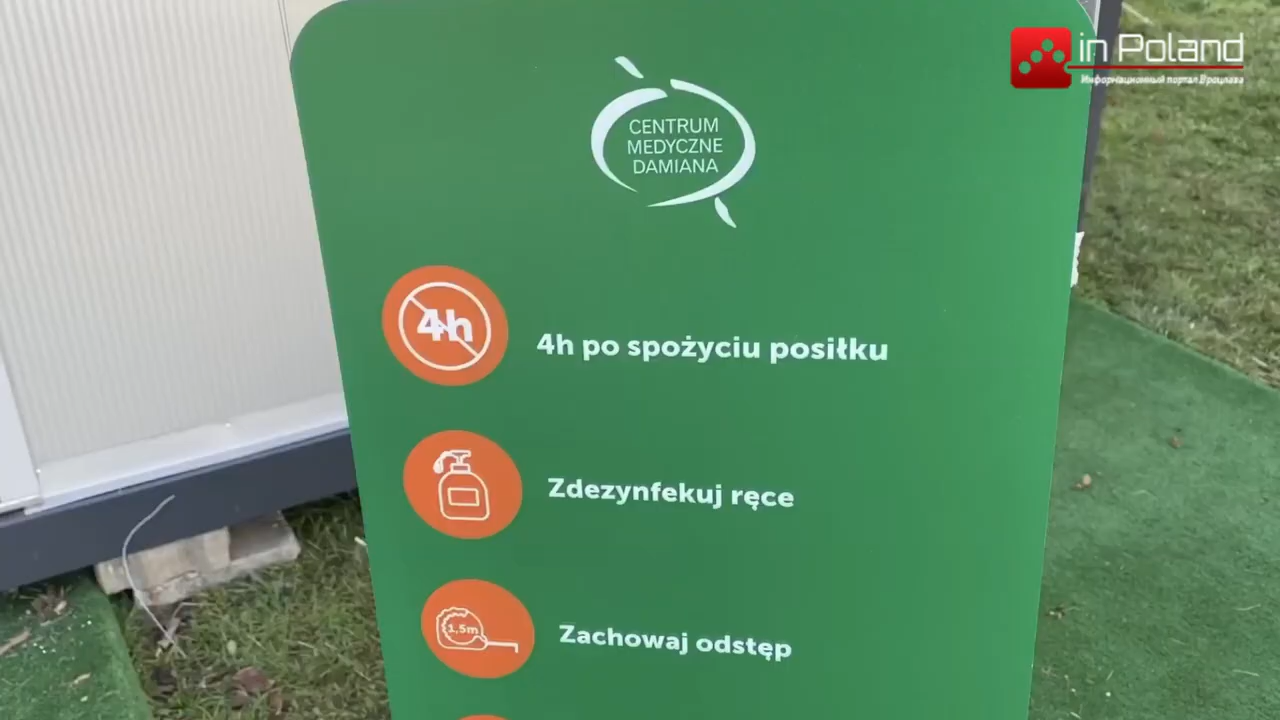 in Poland
Информационный портал Вроцлава
CENTRUM
MEDYCZNE
DAMIANA
4h
4h po spożyciu posiłku
Zdezynfekuj ręce
1,5m
Zachowaj odstęp